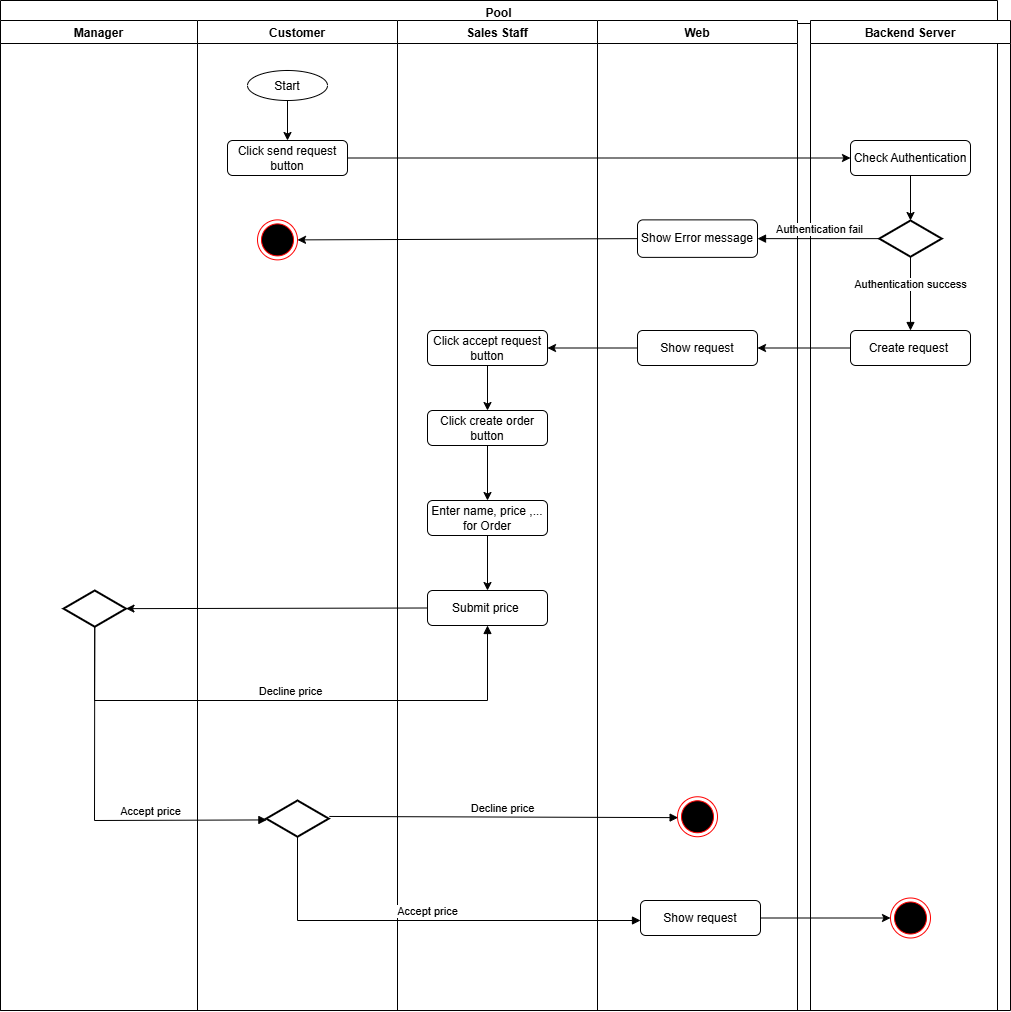 Pool
Manager
Customer
Sales Staff
Web
Backend Server
Start
Click send request
button
Check Authentication
Show Error message
Authentication fail
Authentication success
Click accept request
button
Show request
Create request
Click create order
button
Enter name, price ,...
for Order
Submit price
Decline price
Accept price
Decline price
Accept price
Show request